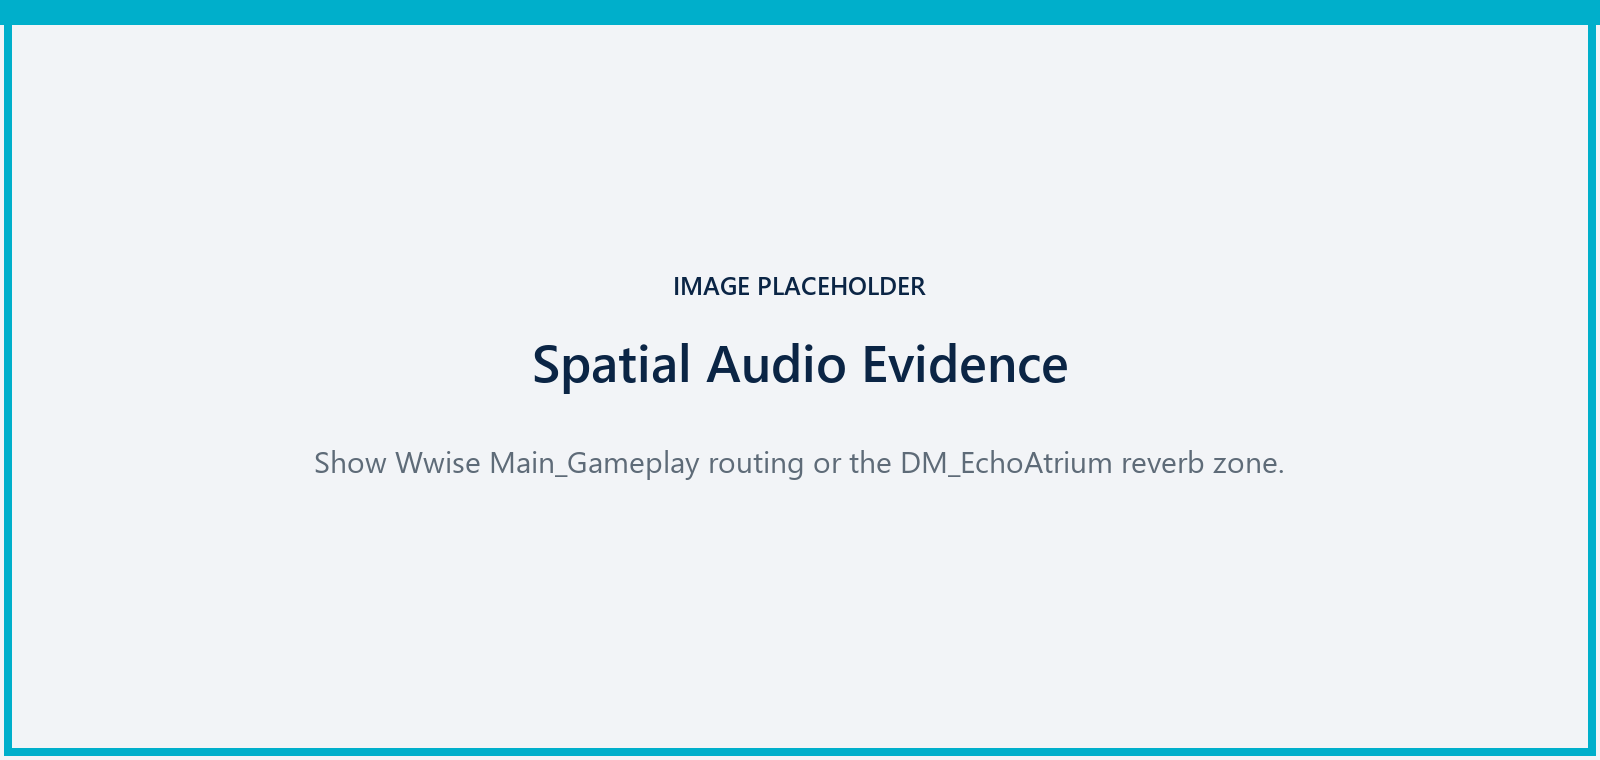 IMAGE PLACEHOLDER
Spatial Audio Evidence
Show Wwise Main_Gameplay routing or the DM_EchoAtrium reverb zone.